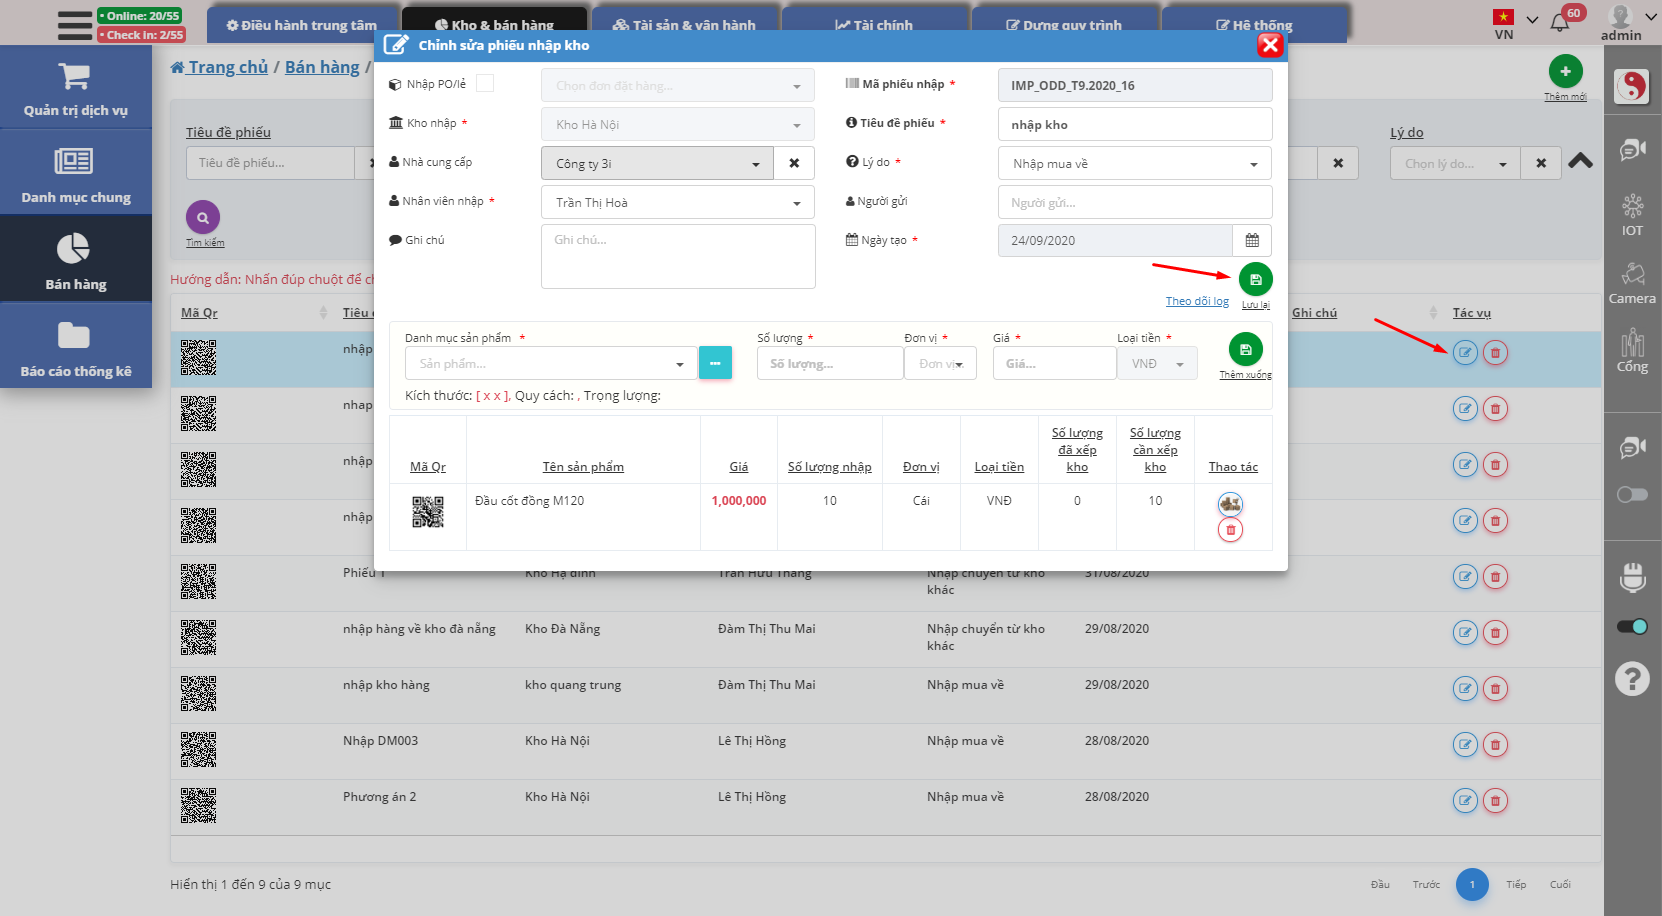 Online: 20/55
Check in: 2/55
Điều hành trung tâm
Kho & bán hàng
Tài sản & vận hành
Tài chính
Dựng quy trình
Hệ thống
VN
60
admin
Quản trị dịch vụ
Danh mục chung
Bán hàng
Báo cáo thống kê
Trang chủ / Bán hàng /
Thêm mới
Tiêu đề phiếu
Tiêu đề phiếu...
Lý do
Chọn lý do...
Tìm kiếm
Hướng dẫn: Nhấn đúp chuột để
Chỉnh sửa phiếu nhập kho
Nhập PO/lẻ
Chọn đơn đặt hàng...
Mã phiếu nhập *
IMP_ODD_T9.2020_16
Kho nhập *
Kho Hà Nội
Tiêu đề phiếu *
nhập kho
Nhà cung cấp
Công ty 3i
Lý do *
Nhập mua về
Nhân viên nhập *
Trần Thị Hoà
Người gửi
Người gửi...
Ghi chú
Ghi chú...
Ngày tạo *
24/09/2020
Theo dõi log
Lưu lại
Danh mục sản phẩm *
Số lượng *
Đơn vị *
Giá *
Loại tiền *
Sản phẩm...
Số lượng...
Đơn vị...
Giá...
VNĐ
Thêm xuống
Kích thước: [ x x ], Quy cách: , Trọng lượng:
Mã Qr
Tên sản phẩm
Giá
Số lượng nhập
Đơn vị
Loại tiền
Số lượng đã xếp kho
Số lượng cần xếp kho
Thao tác
Đầu cốt đồng M120
1,000,000
10
Cái
VNĐ
0
10
Mã Qr
Ghi chú
Tác vụ
nhập
nhap
nhập
nhập
Phiếu 1 Kho Hạ đình Trần Hữu Thăng Nhập chuyển từ kho khác 31/08/2020
nhập hàng về kho đà nẵng Kho Đà Nẵng Đàm Thị Thu Mai Nhập chuyển từ kho khác 29/08/2020
nhập kho hàng kho quang trung Đàm Thị Thu Mai Nhập mua về 29/08/2020
Nhập DM003 Kho Hà Nội Lê Thị Hồng Nhập mua về 28/08/2020
Phương án 2 Kho Hà Nội Lê Thị Hồng Nhập mua về 28/08/2020
Hiển thị 1 đến 9 của 9 mục
Đầu
Trước
1
Tiếp
Cuối
IOT
Camera
Cổng